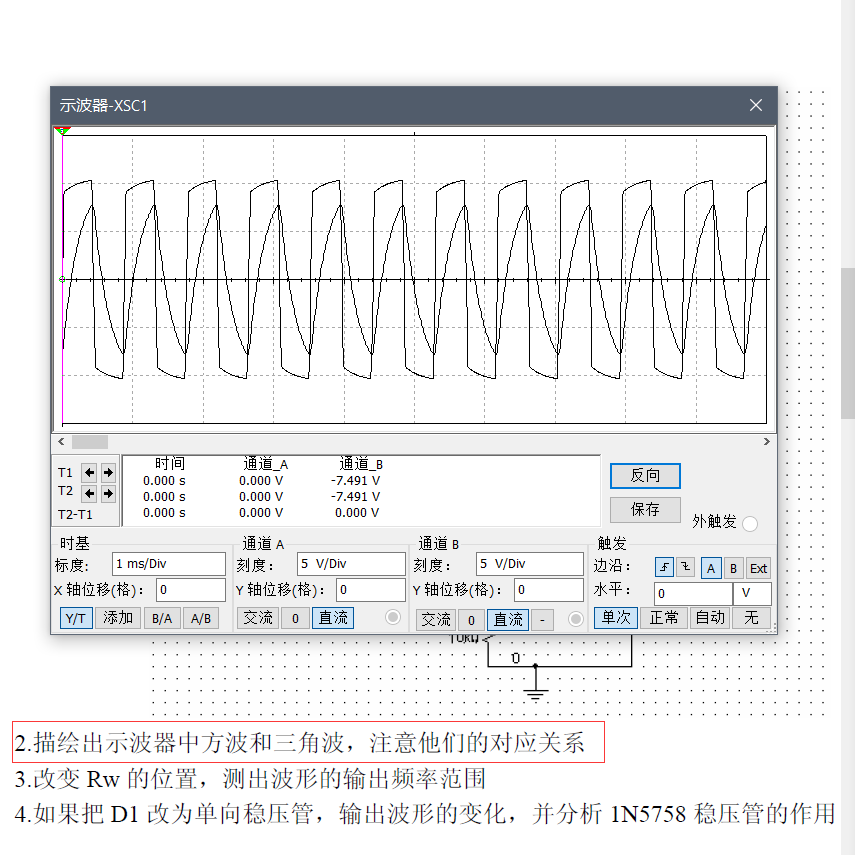 示波器-XSC1
时间 通道_A 通道_B
T1 0.000 s 0.000 V -7.491 V
T2 0.000 s 0.000 V -7.491 V
T2-T1 0.000 s 0.000 V 0.000 V
反向
保存
外触发
时基
标度: 1 ms/Div
X 轴位移(格): 0
Y/T 添加 B/A A/B
通道 A
刻度: 5 V/Div
Y 轴位移(格): 0
交流 0 直流
通道 B
刻度: 5 V/Div
Y 轴位移(格): 0
交流 0 直流 -
触发
边沿: A B Ext
水平: 0 V
单次 正常 自动 无
0
2.描绘出示波器中方波和三角波，注意他们的对应关系
3.改变 Rw 的位置，测出波形的输出频率范围
4.如果把 D1 改为单向稳压管，输出波形的变化，并分析 1N5758 稳压管的作用